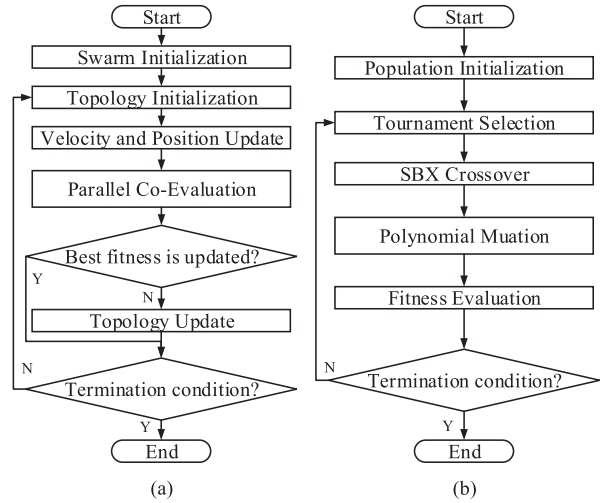 Start
Swarm Initialization
Topology Initialization
Velocity and Position Update
Parallel Co-Evaluation
Best fitness is updated?
Y
N
Topology Update
N
Termination condition?
Y
End
(a)
Start
Population Initialization
Tournament Selection
SBX Crossover
Polynomial Muation
Fitness Evaluation
N
Termination condition?
Y
End
(b)